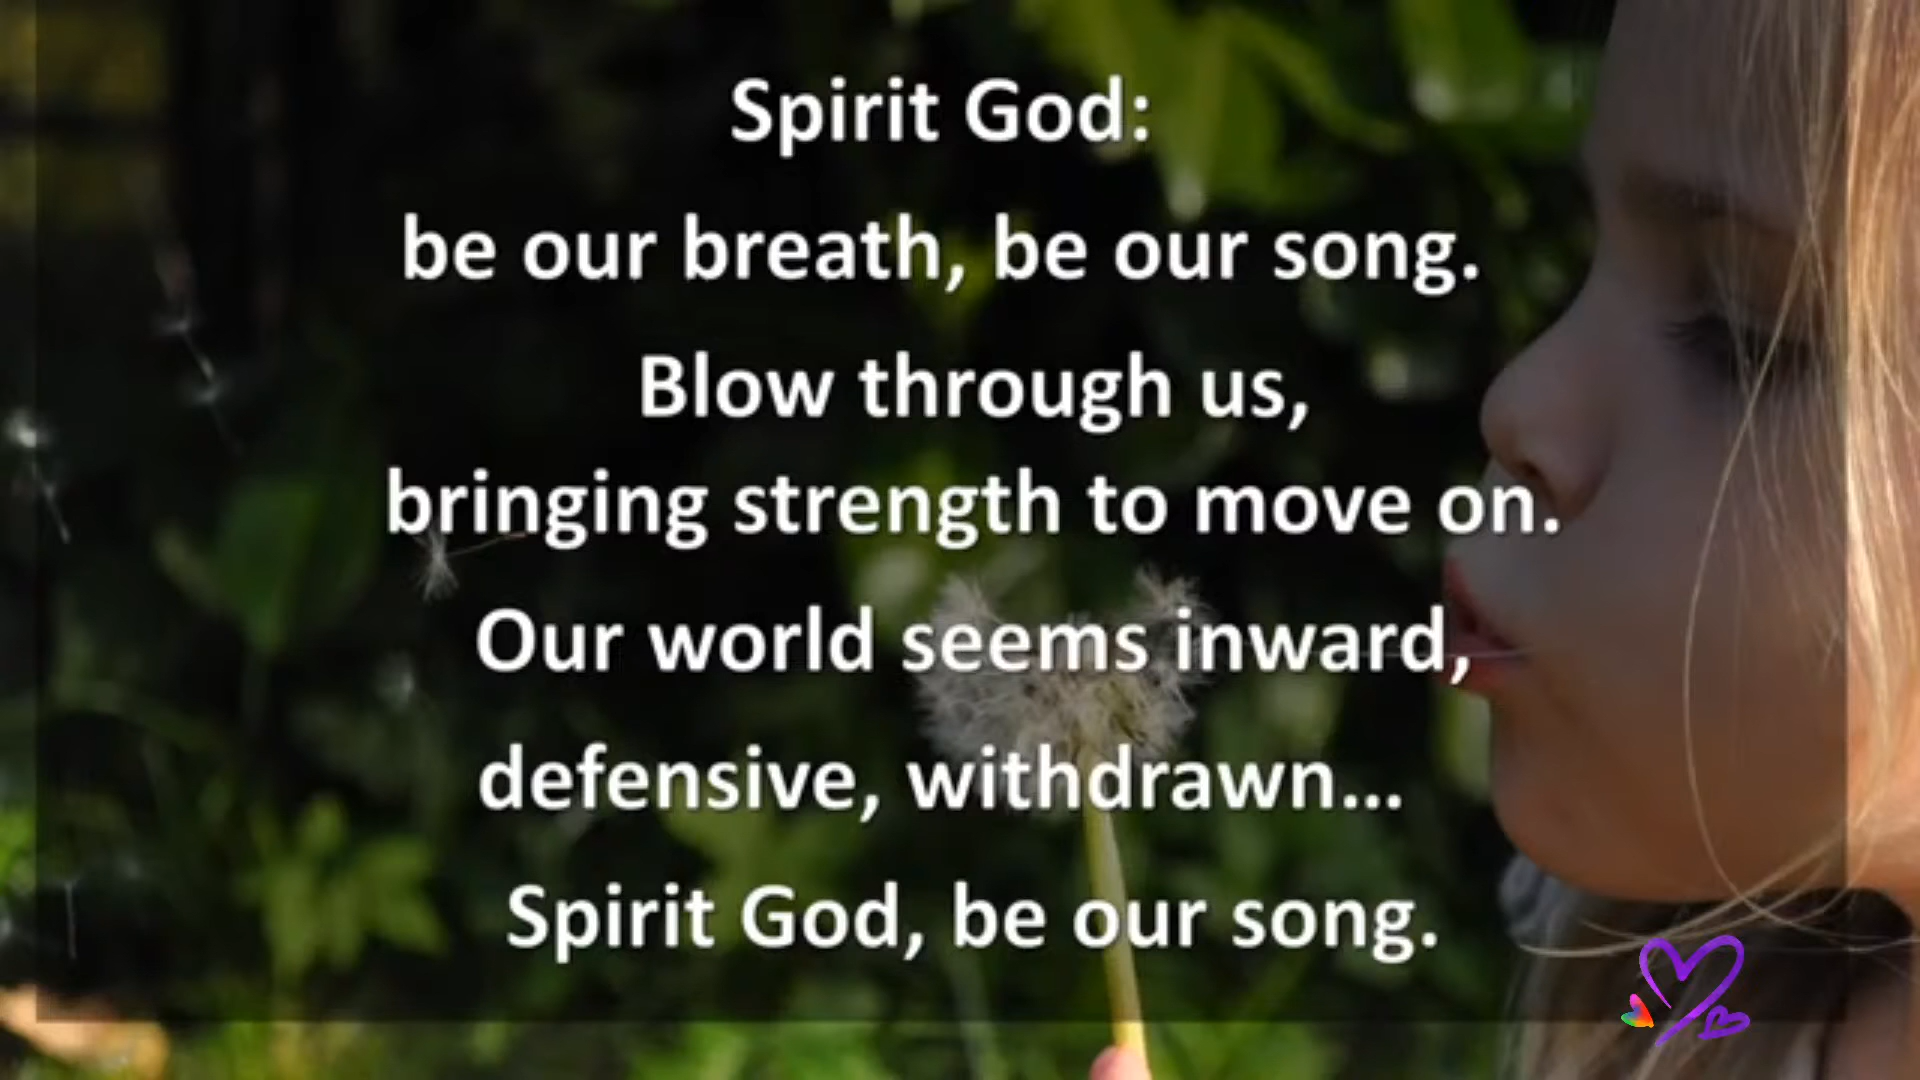 Spirit God:
be our breath, be our song.
Blow through us,
bringing strength to move on.
Our world seems inward,
defensive, withdrawn...
Spirit God, be our song.